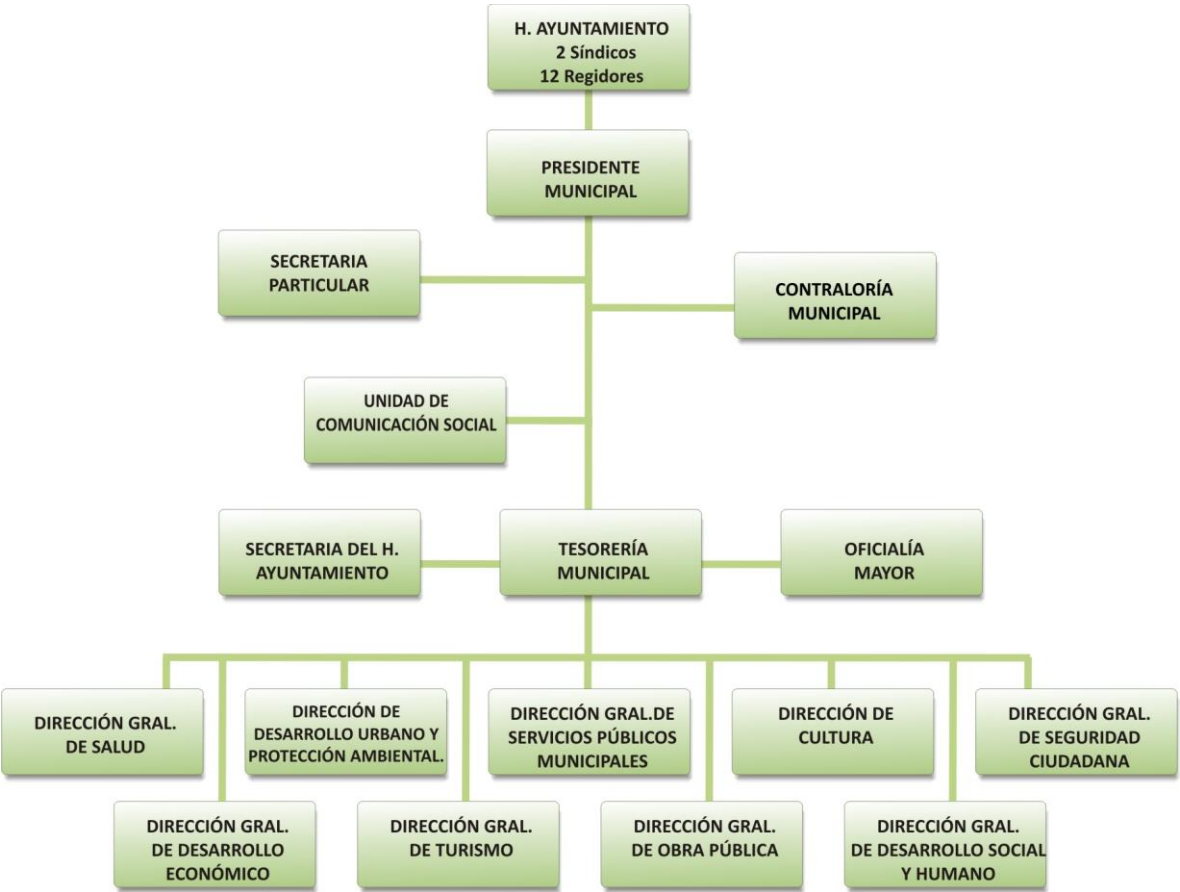 H. AYUNTAMIENTO
2 Síndicos
12 Regidores
PRESIDENTE
MUNICIPAL
SECRETARIA
PARTICULAR
CONTRALORÍA
MUNICIPAL
UNIDAD DE
COMUNICACIÓN SOCIAL
SECRETARIA DEL H.
AYUNTAMIENTO
TESORERÍA
MUNICIPAL
OFICIALÍA
MAYOR
DIRECCIÓN GRAL.
DE SALUD
DIRECCIÓN DE
DESARROLLO URBANO Y
PROTECCIÓN AMBIENTAL.
DIRECCIÓN GRAL.DE
SERVICIOS PÚBLICOS
MUNICIPALES
DIRECCIÓN DE
CULTURA
DIRECCIÓN GRAL.
DE SEGURIDAD
CIUDADANA
DIRECCIÓN GRAL.
DE DESARROLLO
ECONÓMICO
DIRECCIÓN GRAL.
DE TURISMO
DIRECCIÓN GRAL.
DE OBRA PÚBLICA
DIRECCIÓN GRAL.
DE DESARROLLO SOCIAL
Y HUMANO